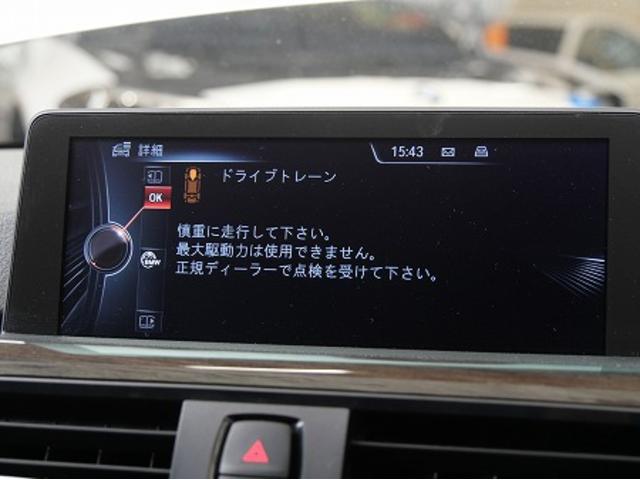 詳細
15:43
ドライブトレーン
OK
慎重に走行して下さい。
最大駆動力は使用できません。
BMW
正規ディーラーで点検を受けて下さい。